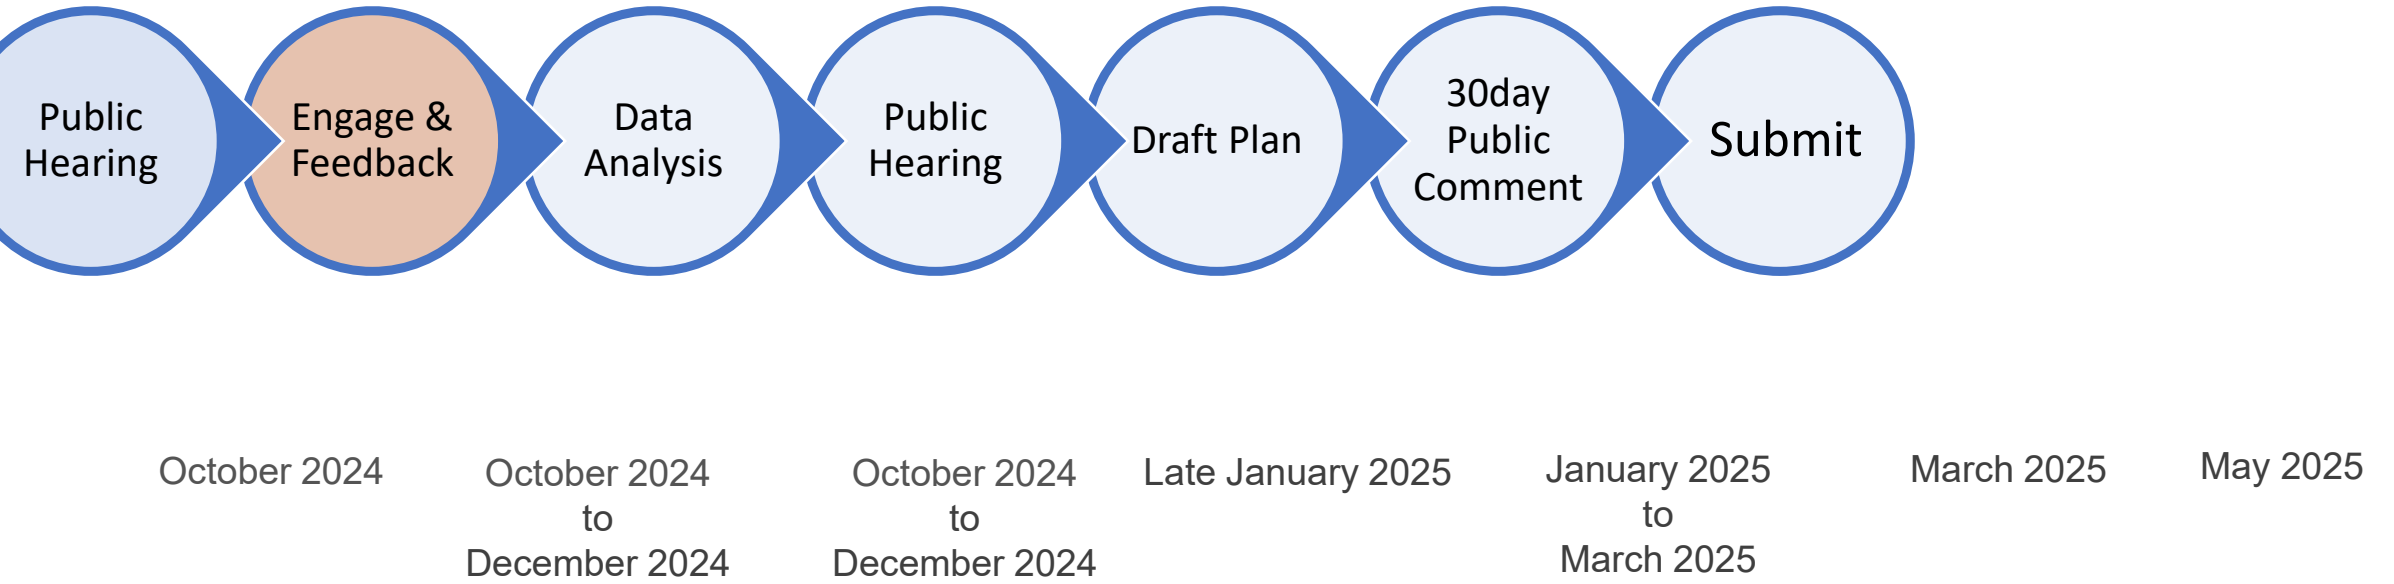 Public
Hearing
Engage &
Feedback
Data
Analysis
Public
Hearing
Draft Plan
30day
Public
Comment
Submit
October 2024
October 2024
to
December 2024
October 2024
to
December 2024
Late January 2025
January 2025
to
March 2025
March 2025
May 2025